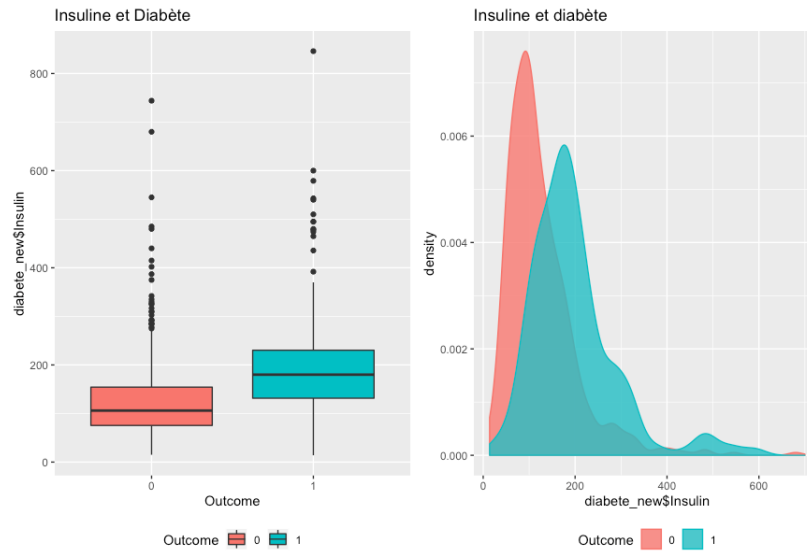 Insuline et Diabète
800
600
400
200
0
diabete_new$Insulin
0
1
Outcome
Outcome 0 1
Insuline et diabète
0.006
0.004
0.002
0.000
density
0
200
400
600
diabete_new$Insulin
Outcome 0 1